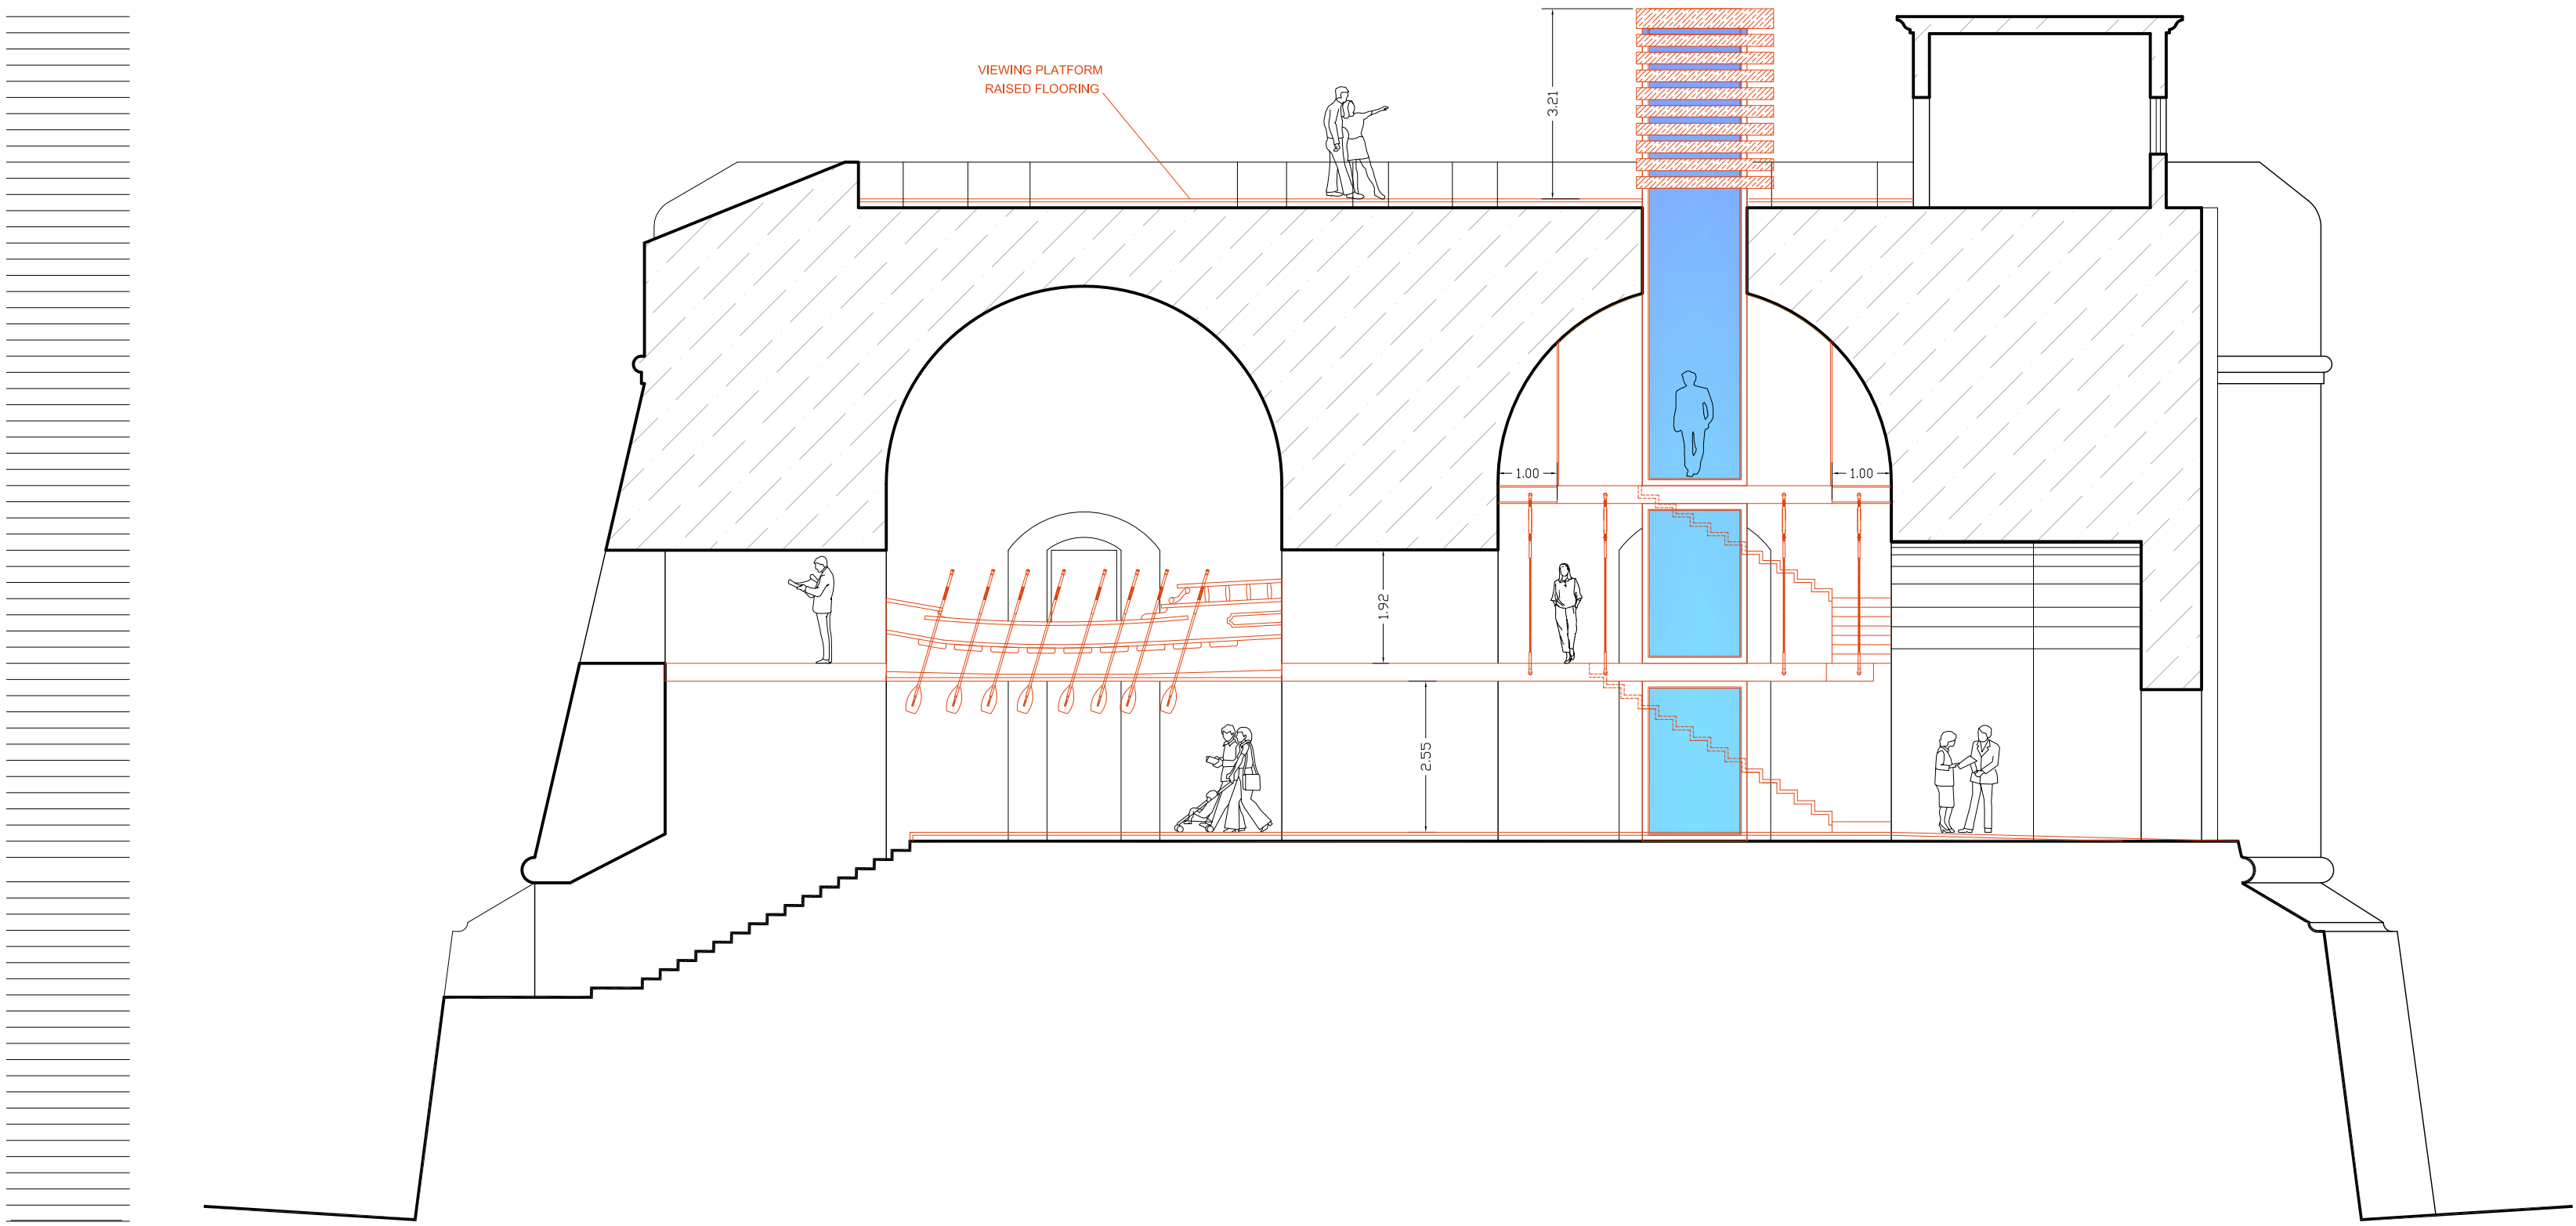 VIEWING PLATFORM
RAISED FLOORING
3.21
1.00
1.00
1.92
2.55